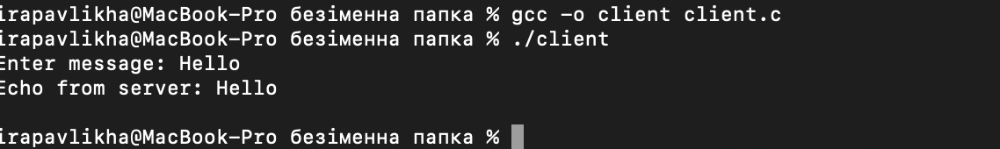 irapavlikha@MacBook-Pro безіменна папка % gcc -o client client.c
irapavlikha@MacBook-Pro безіменна папка % ./client
Enter message: Hello
Echo from server: Hello
irapavlikha@MacBook-Pro безіменна папка %